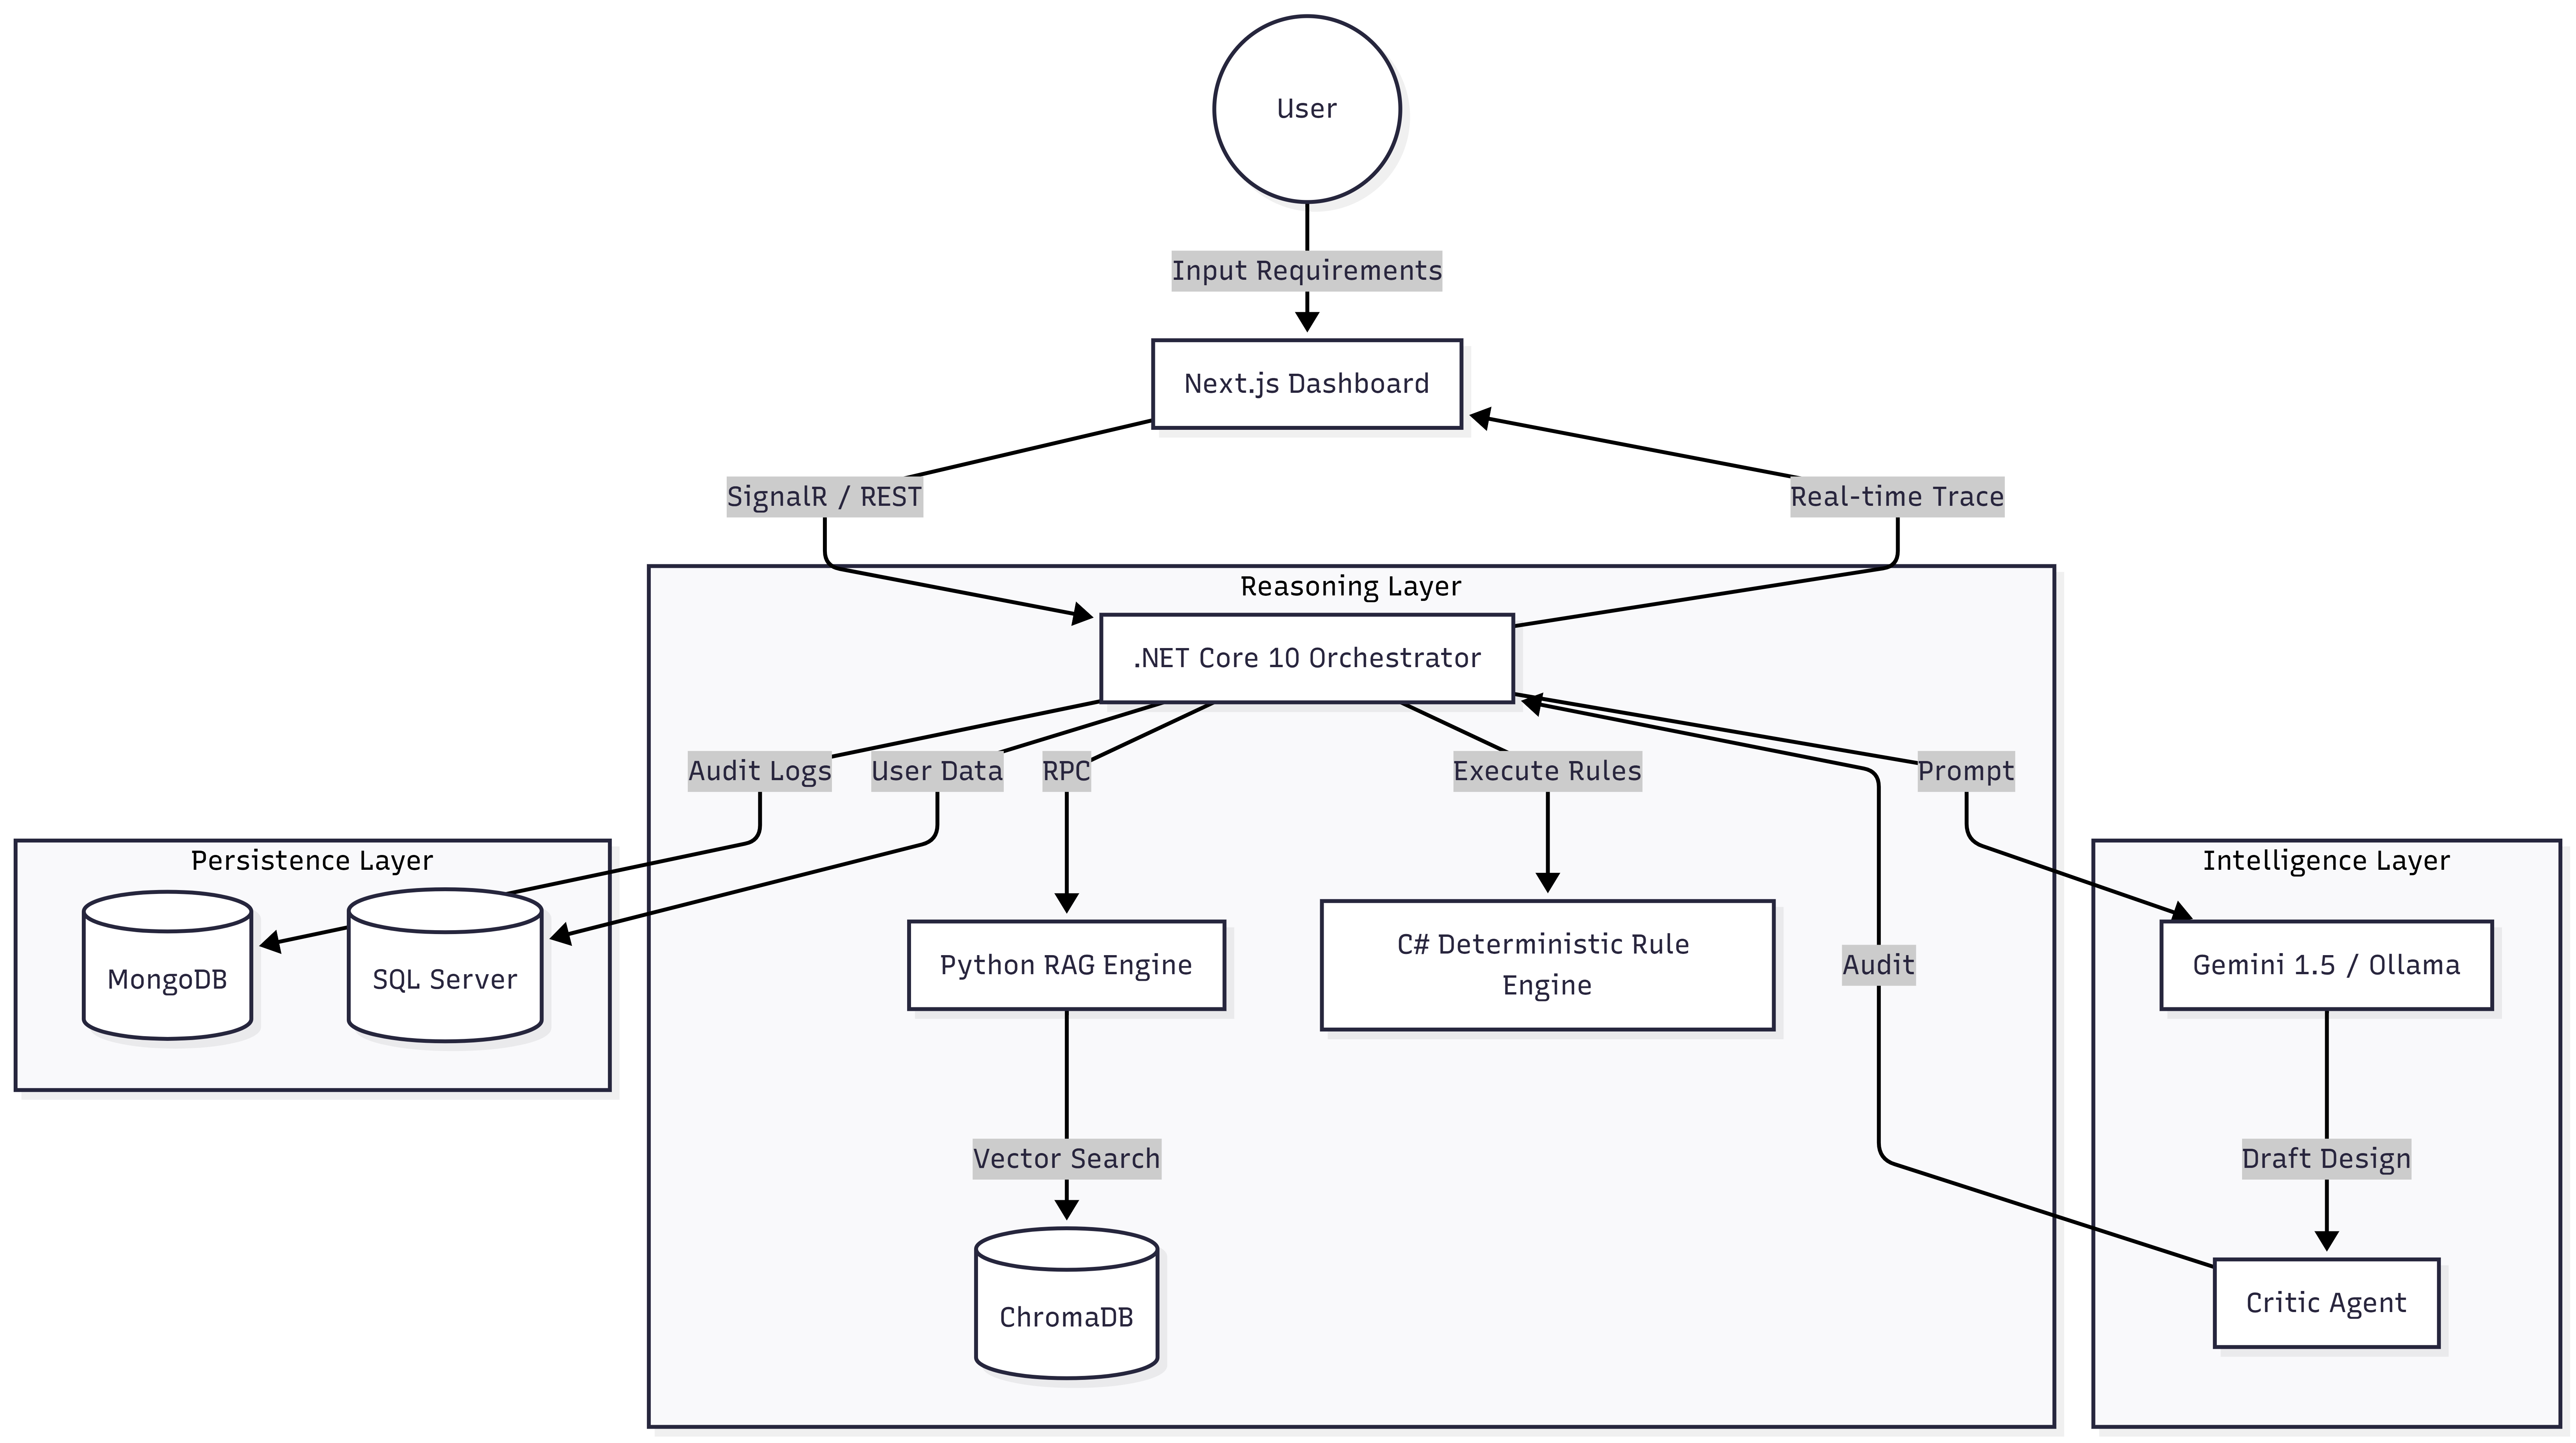 User
Input Requirements
Next.js Dashboard
SignalR / REST
Real-time Trace
Reasoning Layer
.NET Core 10 Orchestrator
Audit Logs
User Data
RPC
Execute Rules
Prompt
Persistence Layer
Intelligence Layer
MongoDB
SQL Server
Python RAG Engine
C# Deterministic Rule
Engine
Audit
Gemini 1.5 / Ollama
Vector Search
Draft Design
ChromaDB
Critic Agent